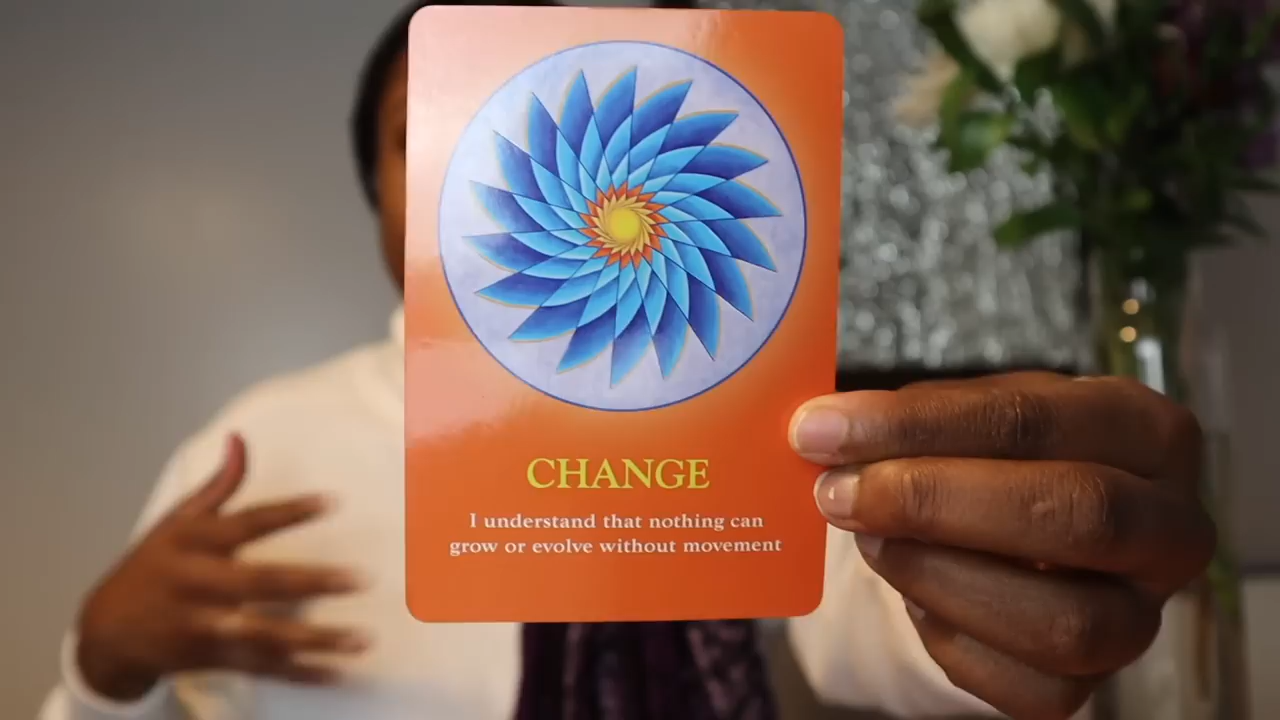 CHANGE
I understand that nothing can
grow or evolve without movement